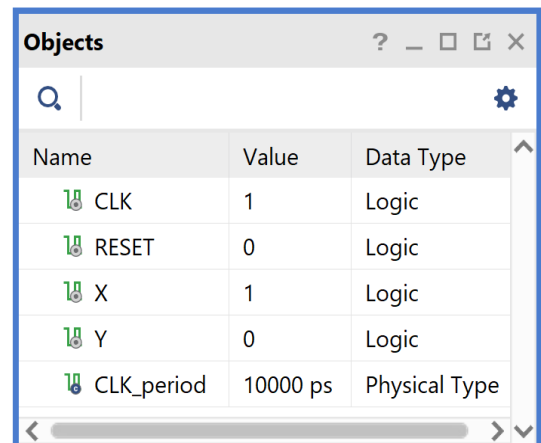 Objects ? _
Name Value Data Type
CLK 1 Logic
RESET 0 Logic
X 1 Logic
Y 0 Logic
CLK_period 10000 ps Physical Type